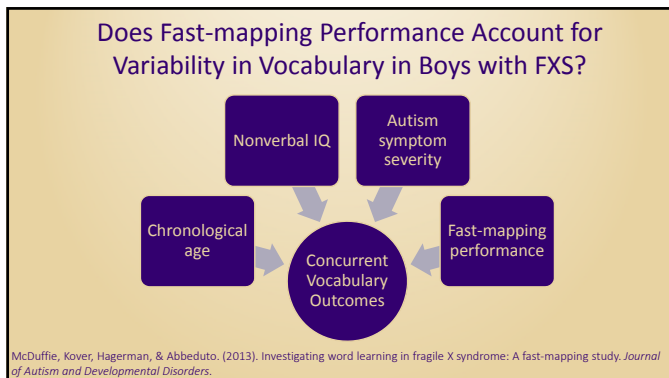 Does Fast-mapping Performance Account for
Variability in Vocabulary in Boys with FXS?
Nonverbal IQ
Autism
symptom
severity
Chronological
age
Fast-mapping
performance
Concurrent
Vocabulary
Outcomes
McDuffie, Kover, Hagerman, & Abbeduto. (2013). Investigating word learning in fragile X syndrome: A fast-mapping study. Journal
of Autism and Developmental Disorders.